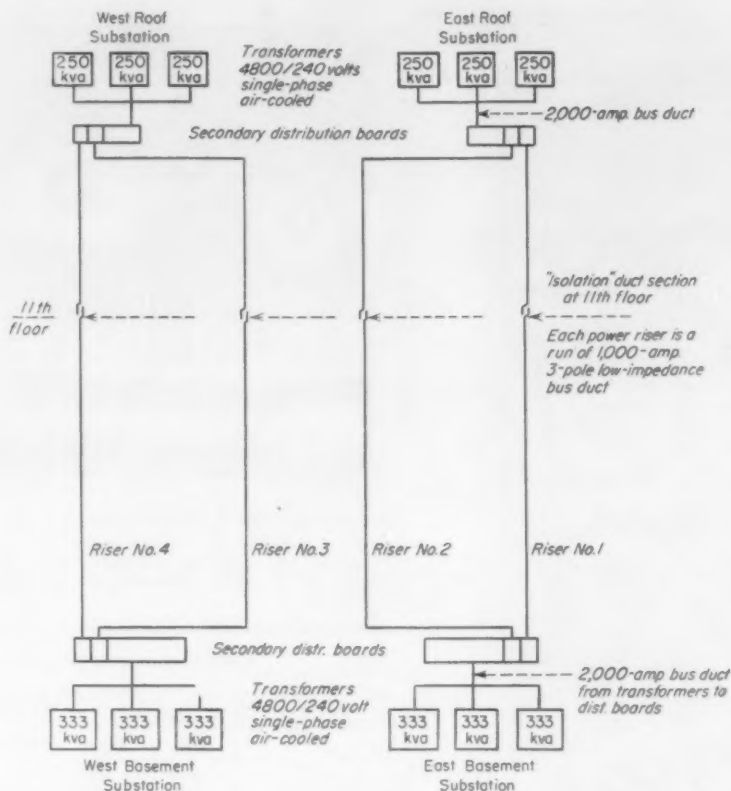 West Roof
Substation
East Roof
Substation
250
kva
250
kva
250
kva
Transformers
4800/240 volts
single-phase
air-cooled
250
kva
250
kva
250
kva
2,000-amp. bus duct
Secondary distribution boards
11th
floor
"Isolation" duct section
at 11th floor
Each power riser is a
run of 1,000-amp.
3-pole low-impedance
bus duct
Riser No.4
Riser No.3
Riser No.2
Riser No.1
Secondary distr. boards
Transformers
4800/240 volt
single-phase
air-cooled
2,000-amp bus duct
from transformers to
dist. boards
333
kva
333
kva
333
kva
333
kva
333
kva
333
kva
West Basement
Substation
East Basement
Substation